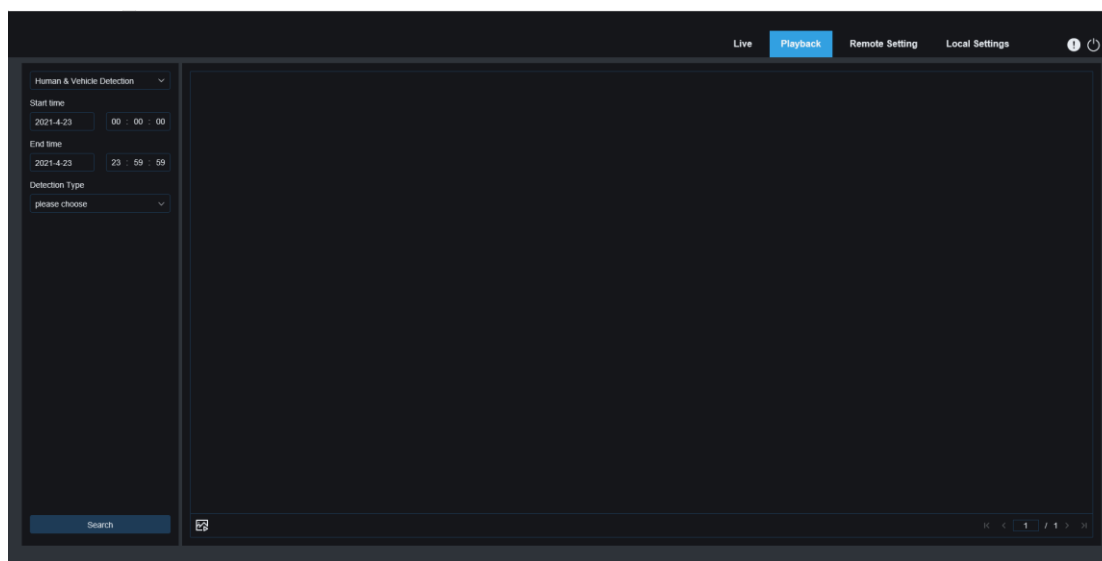 Live Playback Remote Setting Local Settings
Human & Vehicle Detection
Start time
2021-4-23 00 : 00 : 00
End time
2021-4-23 23 : 59 : 59
Detection Type
please choose
Search
1 / 1